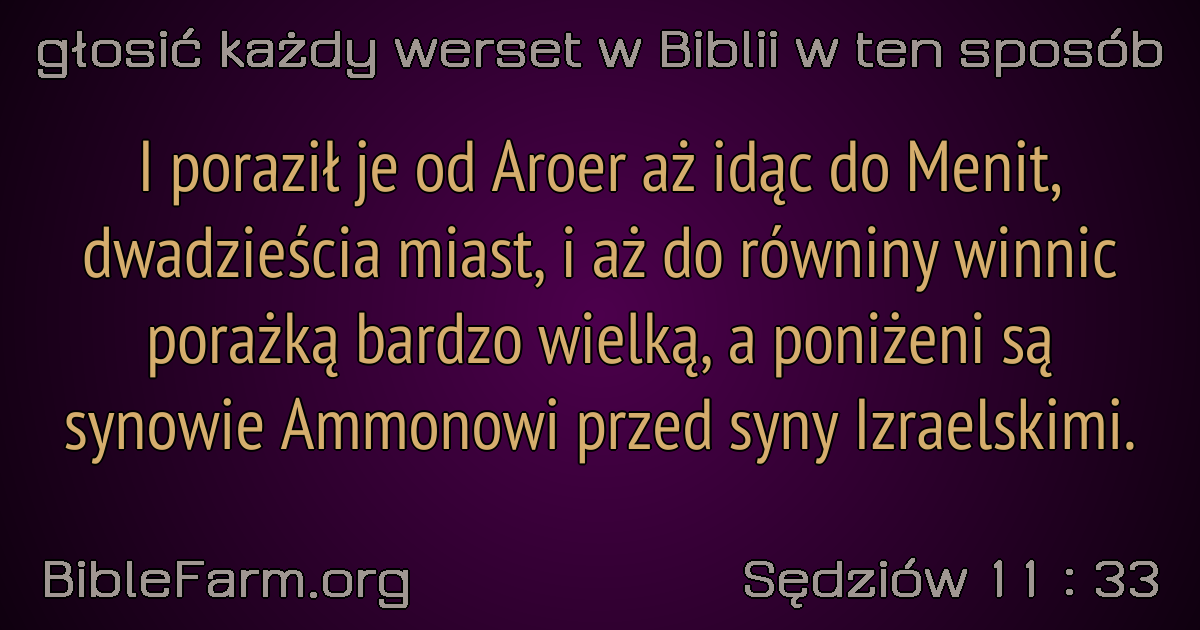 głosić każdy werset w Biblii w ten sposób
I poraził je od Aroer aż idąc do Menit,
dwadzieścia miast, i aż do równiny winnic
porażką bardzo wielką, a poniżeni są
synowie Ammonowi przed syny Izraelskimi.
BibleFarm.org
Sędziów 11 : 33